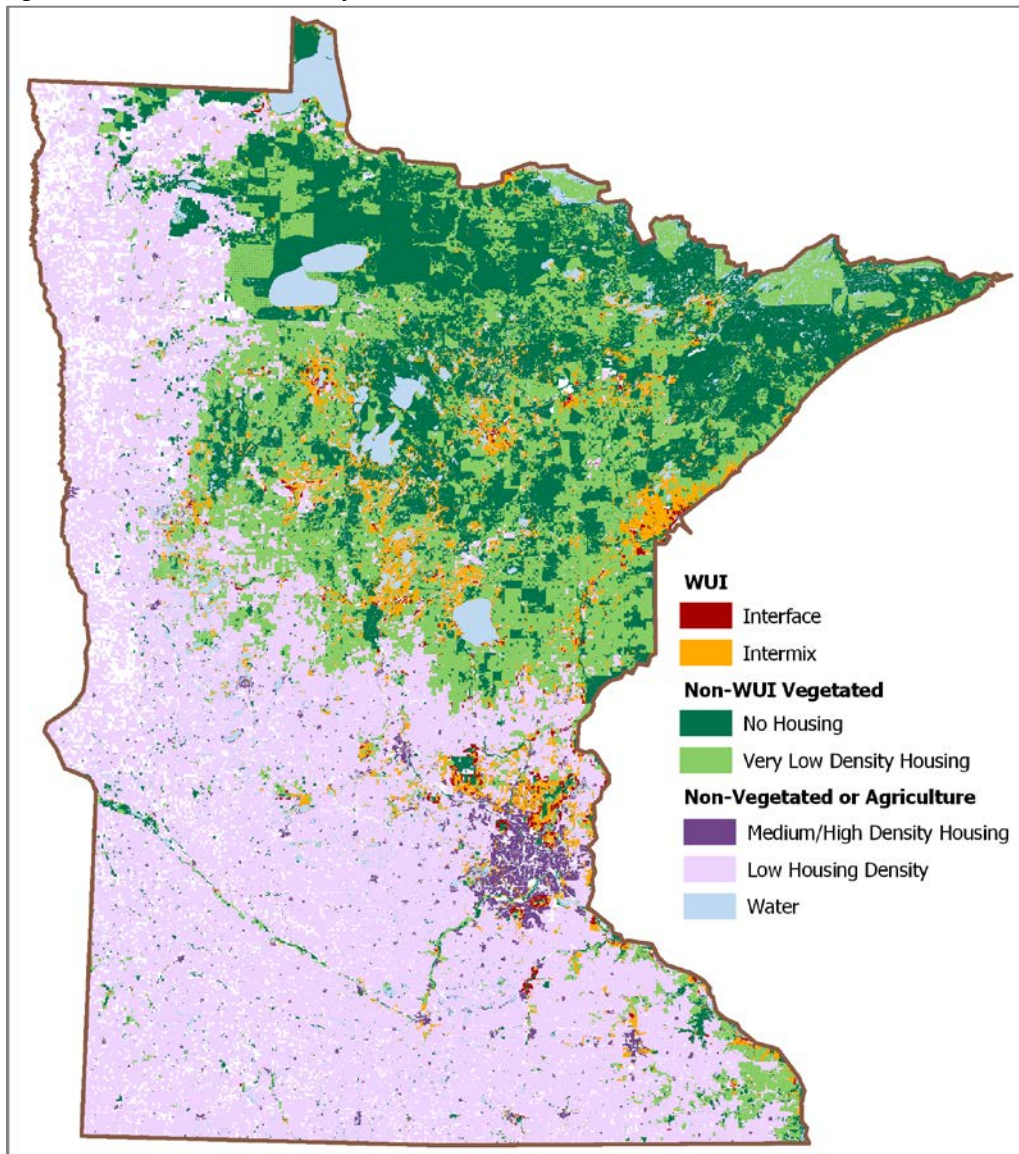 WUI
Interface
Intermix
Non-WUI Vegetated
No Housing
Very Low Density Housing
Non-Vegetated or Agriculture
Medium/High Density Housing
Low Housing Density
Water